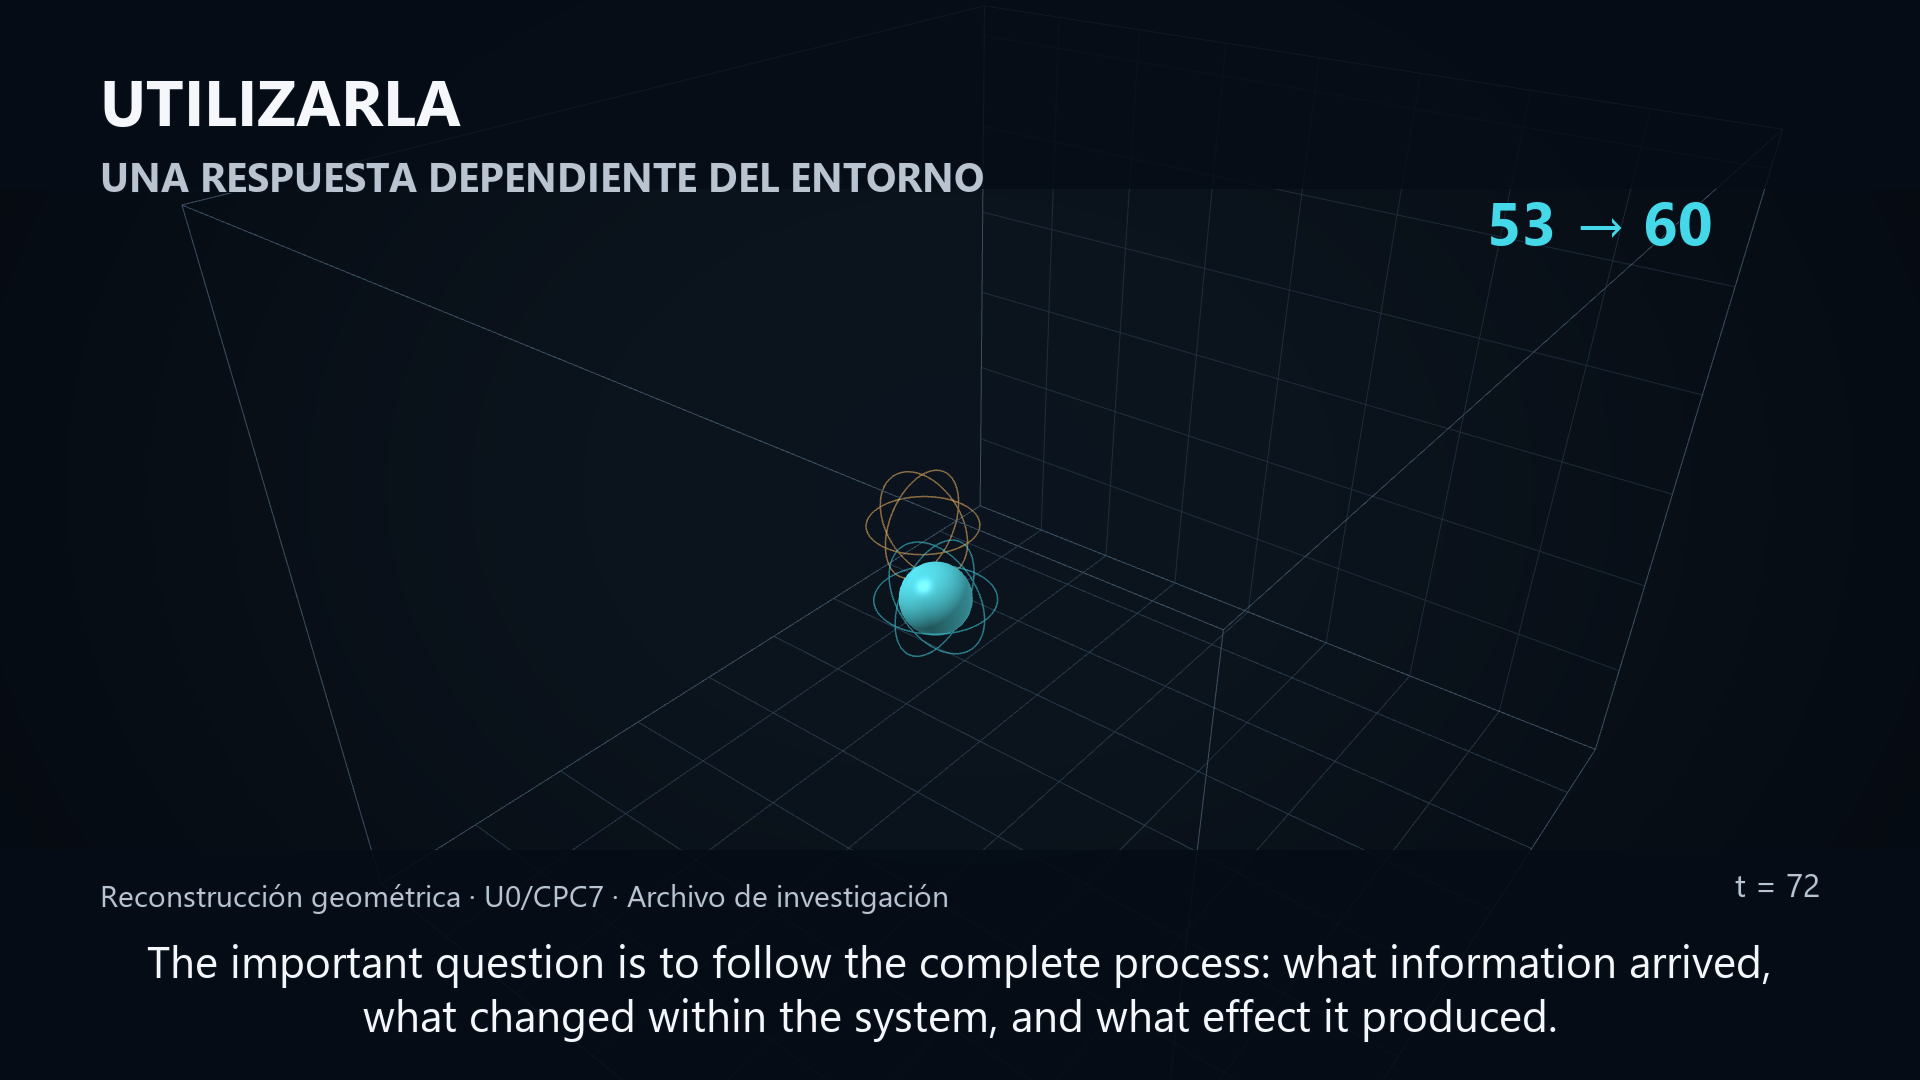 UTILIZARLA
UNA RESPUESTA DEPENDIENTE DEL ENTORNO
53 → 60
Reconstrucción geométrica · U0/CPC7 · Archivo de investigación
t = 72
The important question is to follow the complete process: what information arrived,
what changed within the system, and what effect it produced.